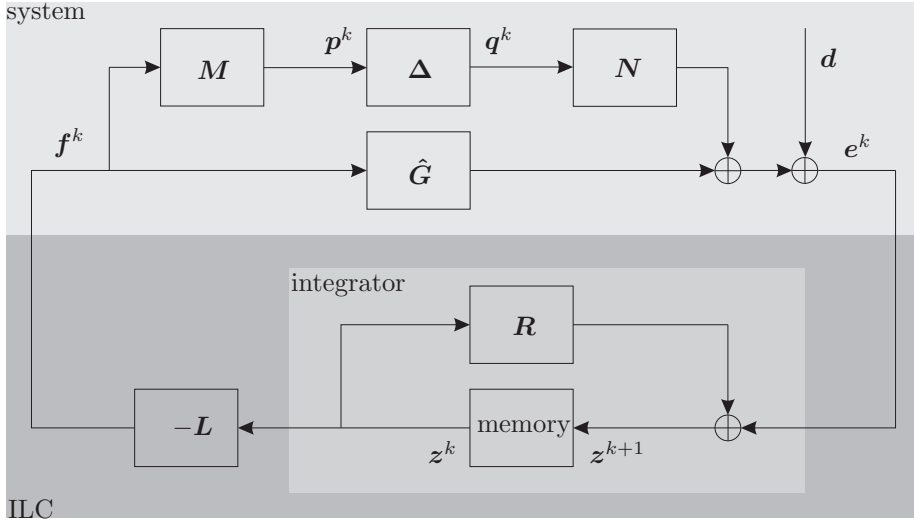 system
p^k
q^k
M
Δ
N
d
f^k
Ĝ
e^k
integrator
R
-L
memory
z^k
z^{k+1}
ILC